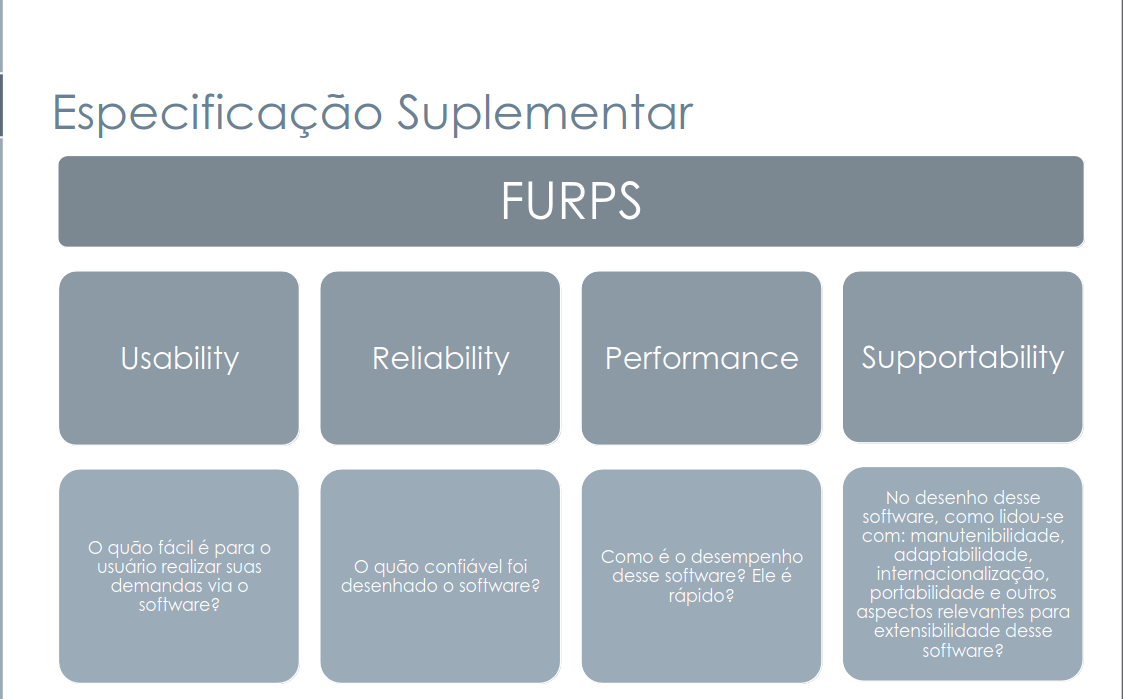 Especificação Suplementar
FURPS
Usability
Reliability
Performance
Supportability
O quão fácil é para o
usuário realizar suas
demandas via o
software?
O quão confiável foi
desenhado o software?
Como é o desempenho
desse software? Ele é
rápido?
No desenho desse
software, como lidou-se
com: manutenibilidade,
adaptabilidade,
internacionalização,
portabilidade e outros
aspectos relevantes para
extensibilidade desse
software?